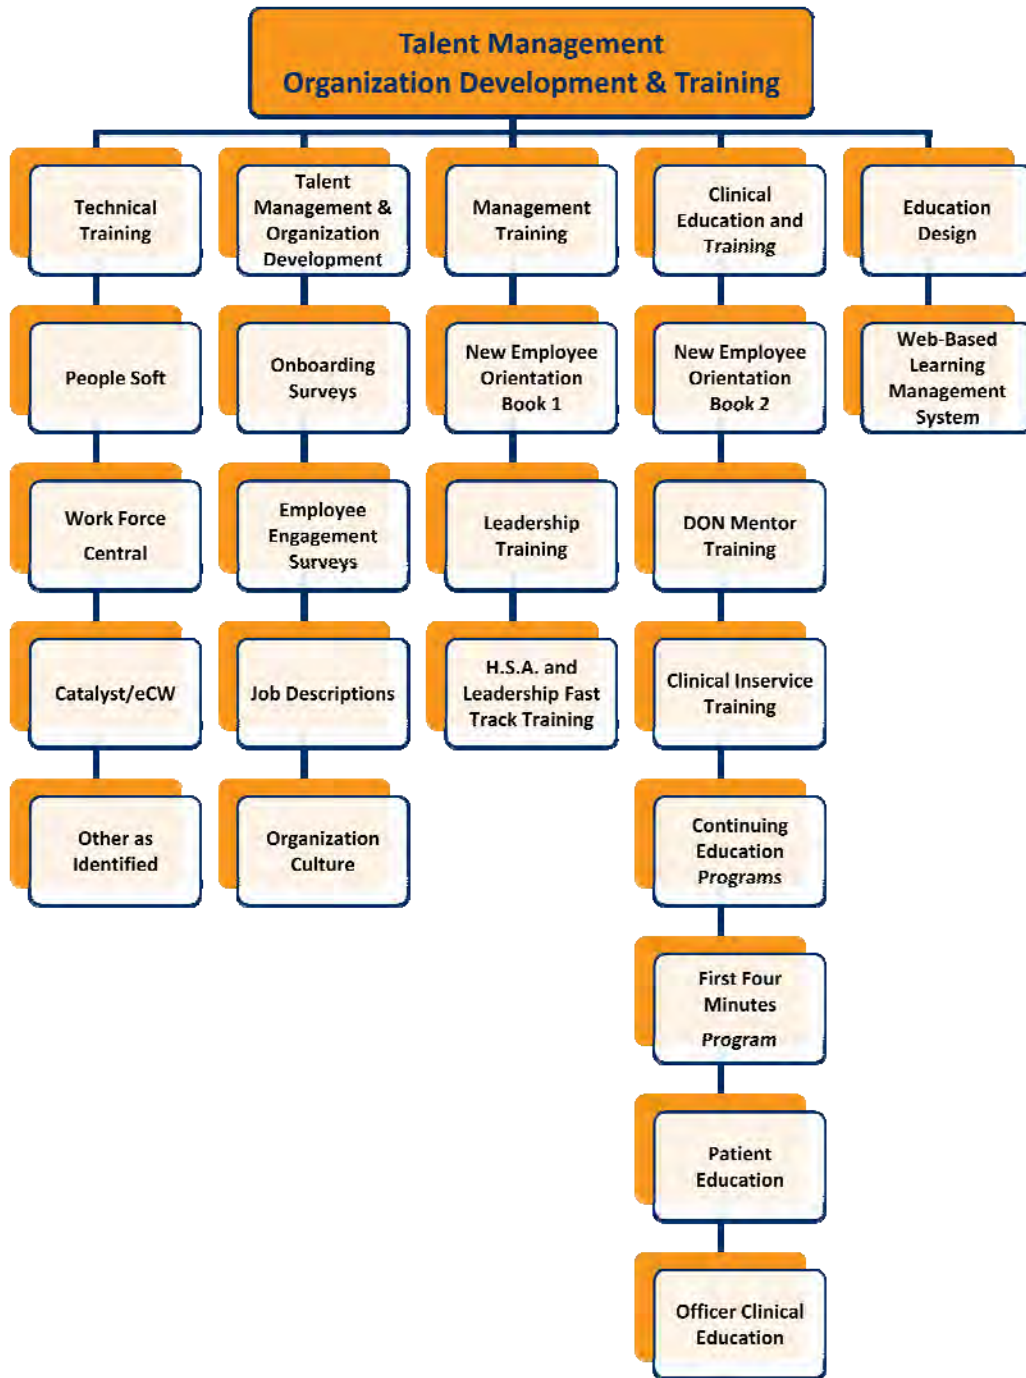 Talent Management
Organization Development & Training
Technical
Training
Talent
Management &
Organization
Development
Management
Training
Clinical
Education and
Training
Education
Design
People Soft
Onboarding
Surveys
New Employee
Orientation
Book 1
New Employee
Orientation
Book 2
Web-Based
Learning
Management
System
Work Force
Central
Employee
Engagement
Surveys
Leadership
Training
DON Mentor
Training
Catalyst/eCW
Job Descriptions
H.S.A. and
Leadership Fast
Track Training
Clinical Inservice
Training
Other as
Identified
Organization
Culture
Continuing
Education
Programs
First Four
Minutes
Program
Patient
Education
Officer Clinical
Education